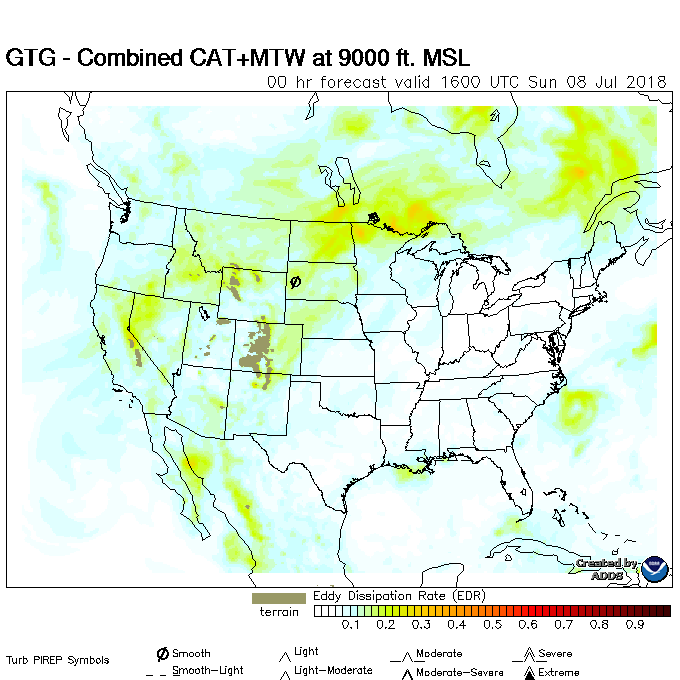 GTG - Combined CAT+MTW at 9000 ft. MSL
00 hr forecast valid 1600 UTC Sun 08 Jul 2018
Created by
ADDS
Eddy Dissipation Rate (EDR)
terrain
0.1 0.2 0.3 0.4 0.5 0.6 0.7 0.8 0.9
Turb PIREP Symbols
Smooth Light Moderate Severe
Smooth-Light Light-Moderate Moderate-Severe Extreme